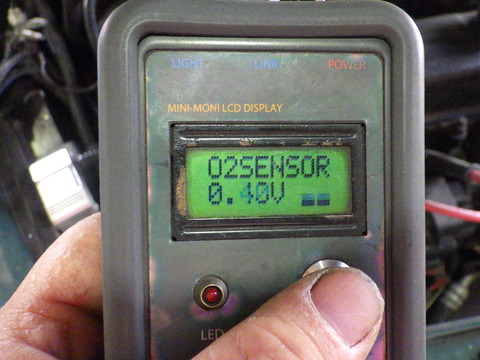 LIGHT LINK POWER
MINI-MONI LCD DISPLAY
O2SENSOR
0.40V
LED